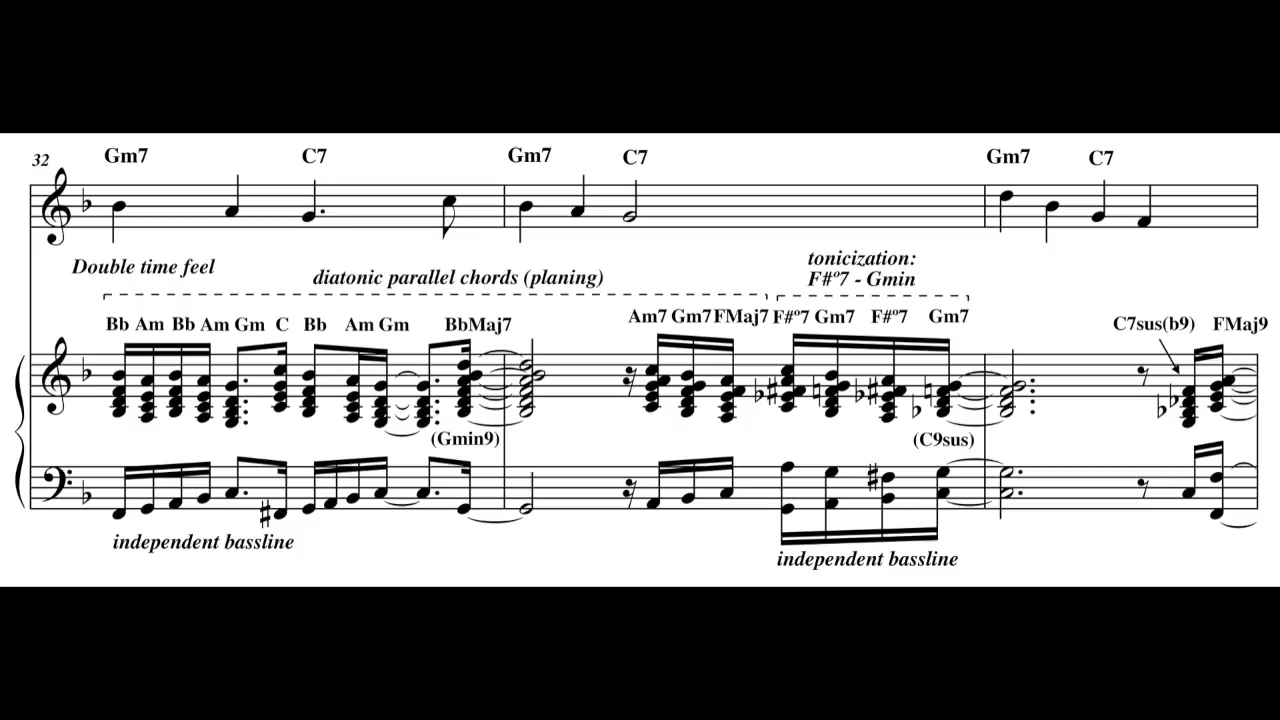 32 Gm7 C7 Gm7 C7 Gm7 C7
Double time feel
diatonic parallel chords (planing)
tonicization:
F#º7 - Gmin
Bb Am Bb Am Gm C Bb Am Gm BbMaj7 Am7 Gm7 FMaj7 F#º7 Gm7 F#º7 Gm7 C7sus(b9) FMaj9
(Gmin9) (C9sus)
independent bassline
independent bassline